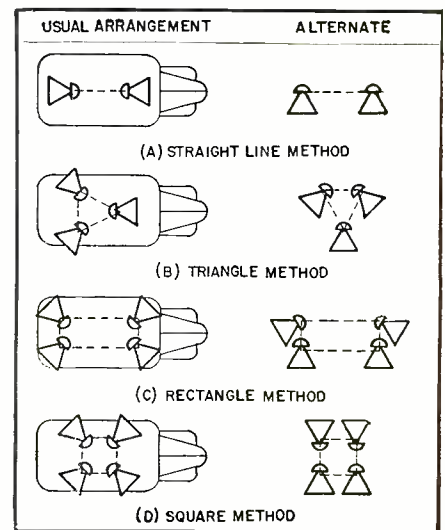 USUAL ARRANGEMENT ALTERNATE
(A) STRAIGHT LINE METHOD
(B) TRIANGLE METHOD
(C) RECTANGLE METHOD
(D) SQUARE METHOD